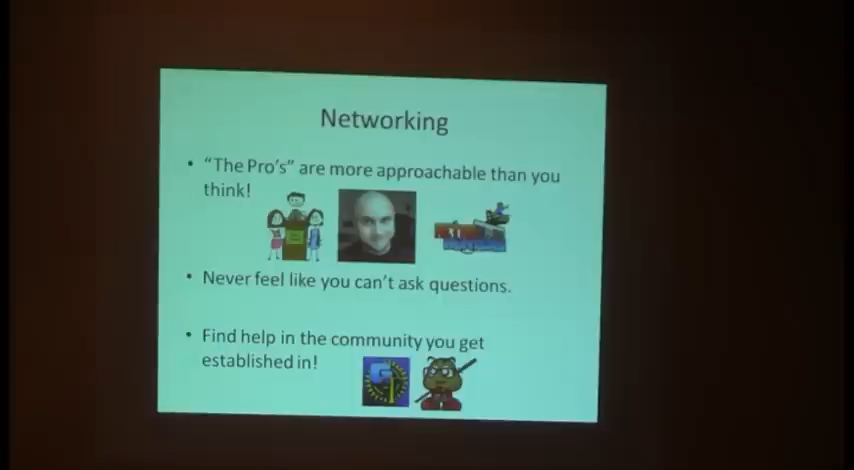 Networking
• "The Pro's" are more approachable than you
think!
• Never feel like you can't ask questions.
• Find help in the community you get
established in!